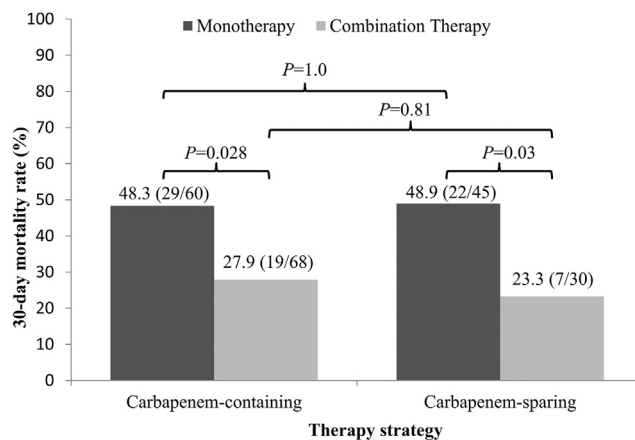 100
90
80
70
60
50
40
30
20
10
0
30-day mortality rate (%)
Monotherapy Combination Therapy
P=1.0
P=0.81
P=0.028
P=0.03
48.3 (29/60)
48.9 (22/45)
27.9 (19/68)
23.3 (7/30)
Carbapenem-containing
Carbapenem-sparing
Therapy strategy